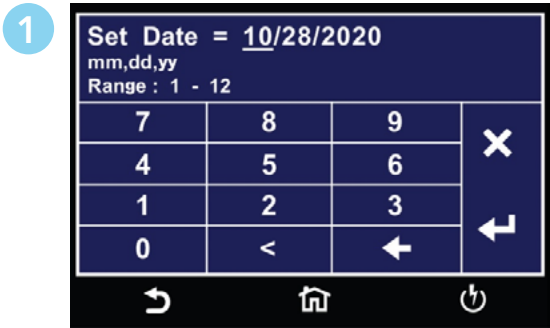 1
Set Date = 10/28/2020
mm,dd,yy
Range : 1 - 12
7 8 9
4 5 6
1 2 3
0 <